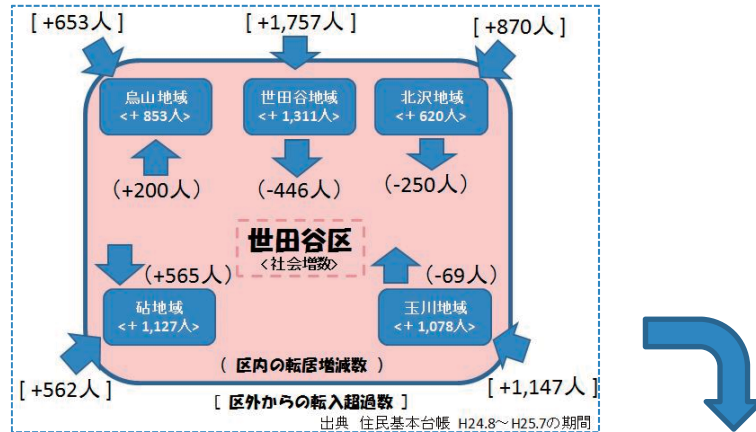 [ +653人 ]
[ +1,757人 ]
[ +870人 ]
烏山地域
<+ 853人>
世田谷地域
<+ 1,311人>
北沢地域
<+ 620人>
(+200人)
(-446人)
(-250人)
世田谷区
<社会増数>
(+565人)
(-69人)
砧地域
<+ 1,127人>
玉川地域
<+ 1,078人>
( 区内の転居増減数 )
[ +562人 ]
[ 区外からの転入超過数 ]
[ +1,147人 ]
出典 住民基本台帳 H24.8～H25.7の期間